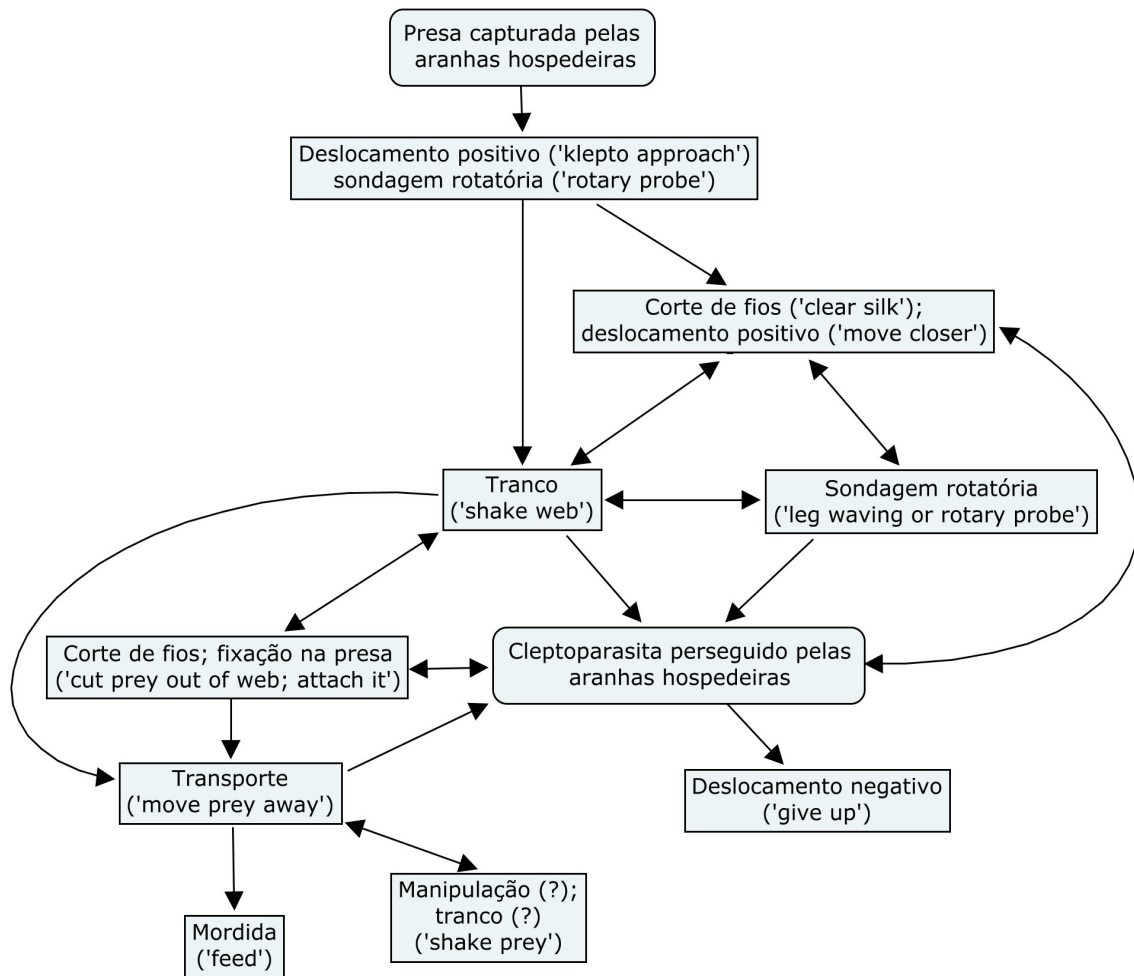 Presa capturada pelas
aranhas hospedeiras
Deslocamento positivo ('klepto approach')
sondagem rotatória ('rotary probe')
Corte de fios ('clear silk');
deslocamento positivo ('move closer')
Tranco
('shake web')
Sondagem rotatória
('leg waving or rotary probe')
Corte de fios; fixação na presa
('cut prey out of web; attach it')
Cleptoparasita perseguido pelas
aranhas hospedeiras
Transporte
('move prey away')
Deslocamento negativo
('give up')
Manipulação (?);
tranco (?)
('shake prey')
Mordida
('feed')